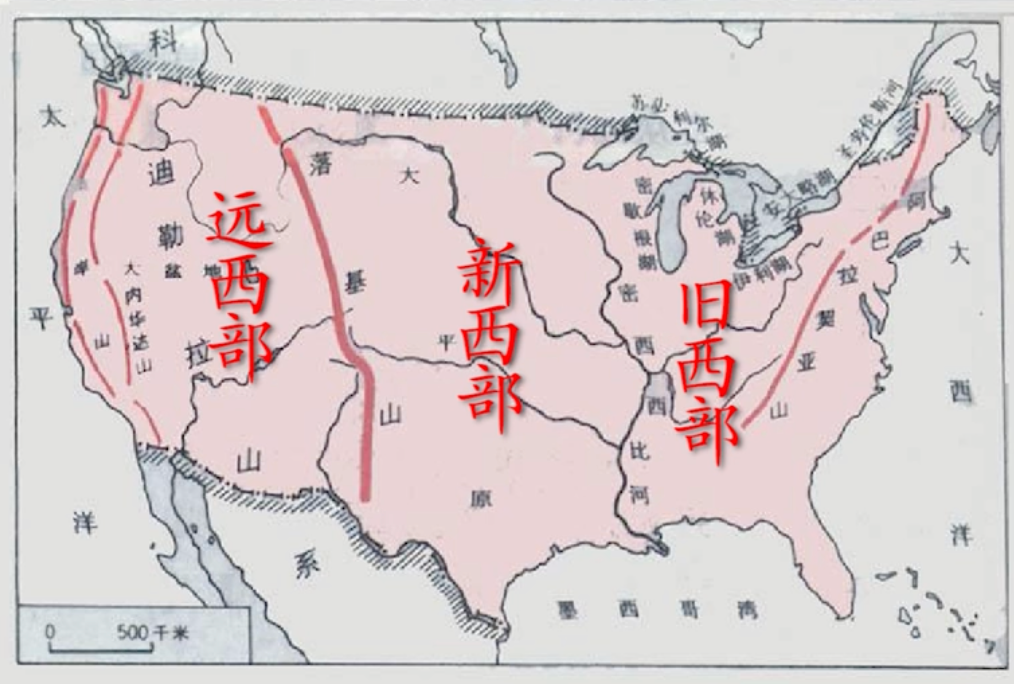 科迪勒拉山系
太平洋
海岸山
大内华达山
大盆地
远西部
落基山
大平原
新西部
密西西比河
旧西部
苏必利尔湖
密歇根湖
休伦湖
安大略湖
伊利湖
圣劳伦斯河
阿巴拉契亚山
大西洋
墨西哥湾
0 500千米